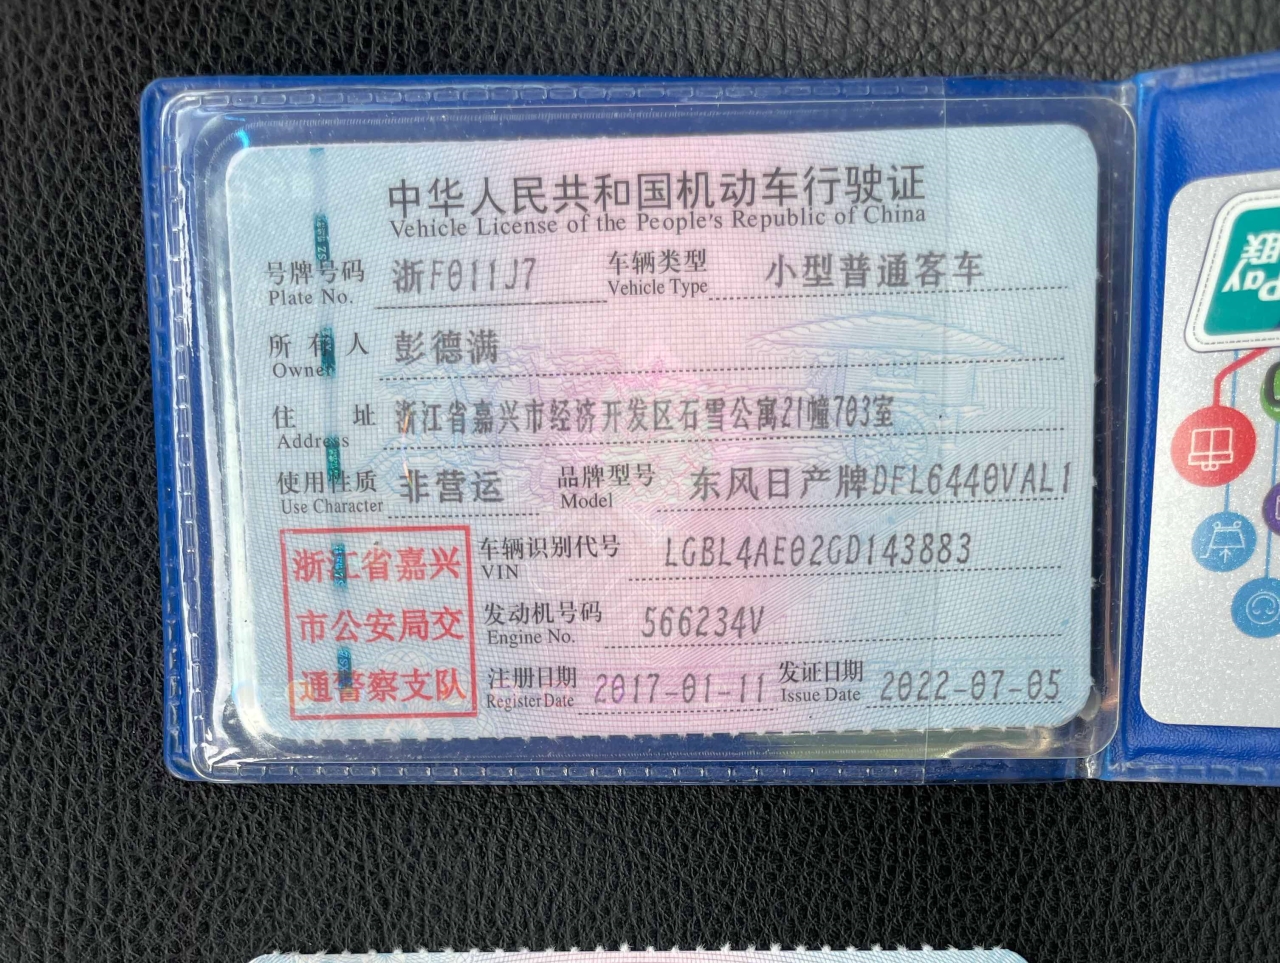 中华人民共和国机动车行驶证
Vehicle License of the People's Republic of China
号牌号码 浙F011J7 车辆类型 小型普通客车
Plate No. Vehicle Type
所有人 彭德满
Owner
住址 浙江省嘉兴市经济开发区石雪公寓21幢703室
Address
使用性质 非营运 品牌型号 东风日产牌DFL6440VAL1
Use Character Model
浙江省嘉兴
市公安局交
通警察支队
车辆识别代号 LGBL4AE02GD143883
VIN
发动机号码 566234V
Engine No.
注册日期 2017-01-11 发证日期 2022-07-05
Register Date Issue Date
Pay
联